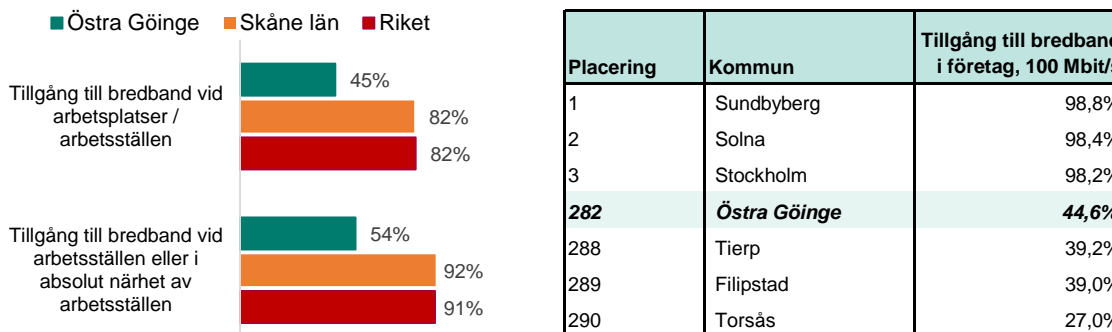 Östra Göinge Skåne län Riket
Tillgång till bredband vid
arbetsplatser /
arbetsställen
45%
82%
82%
Tillgång till bredband vid
arbetsställen eller i
absolut närhet av
arbetsställen
54%
92%
91%
Placering Kommun Tillgång till bredband
i företag, 100 Mbit/s
1 Sundbyberg 98,8%
2 Solna 98,4%
3 Stockholm 98,2%
282 Östra Göinge 44,6%
288 Tierp 39,2%
289 Filipstad 39,0%
290 Torsås 27,0%